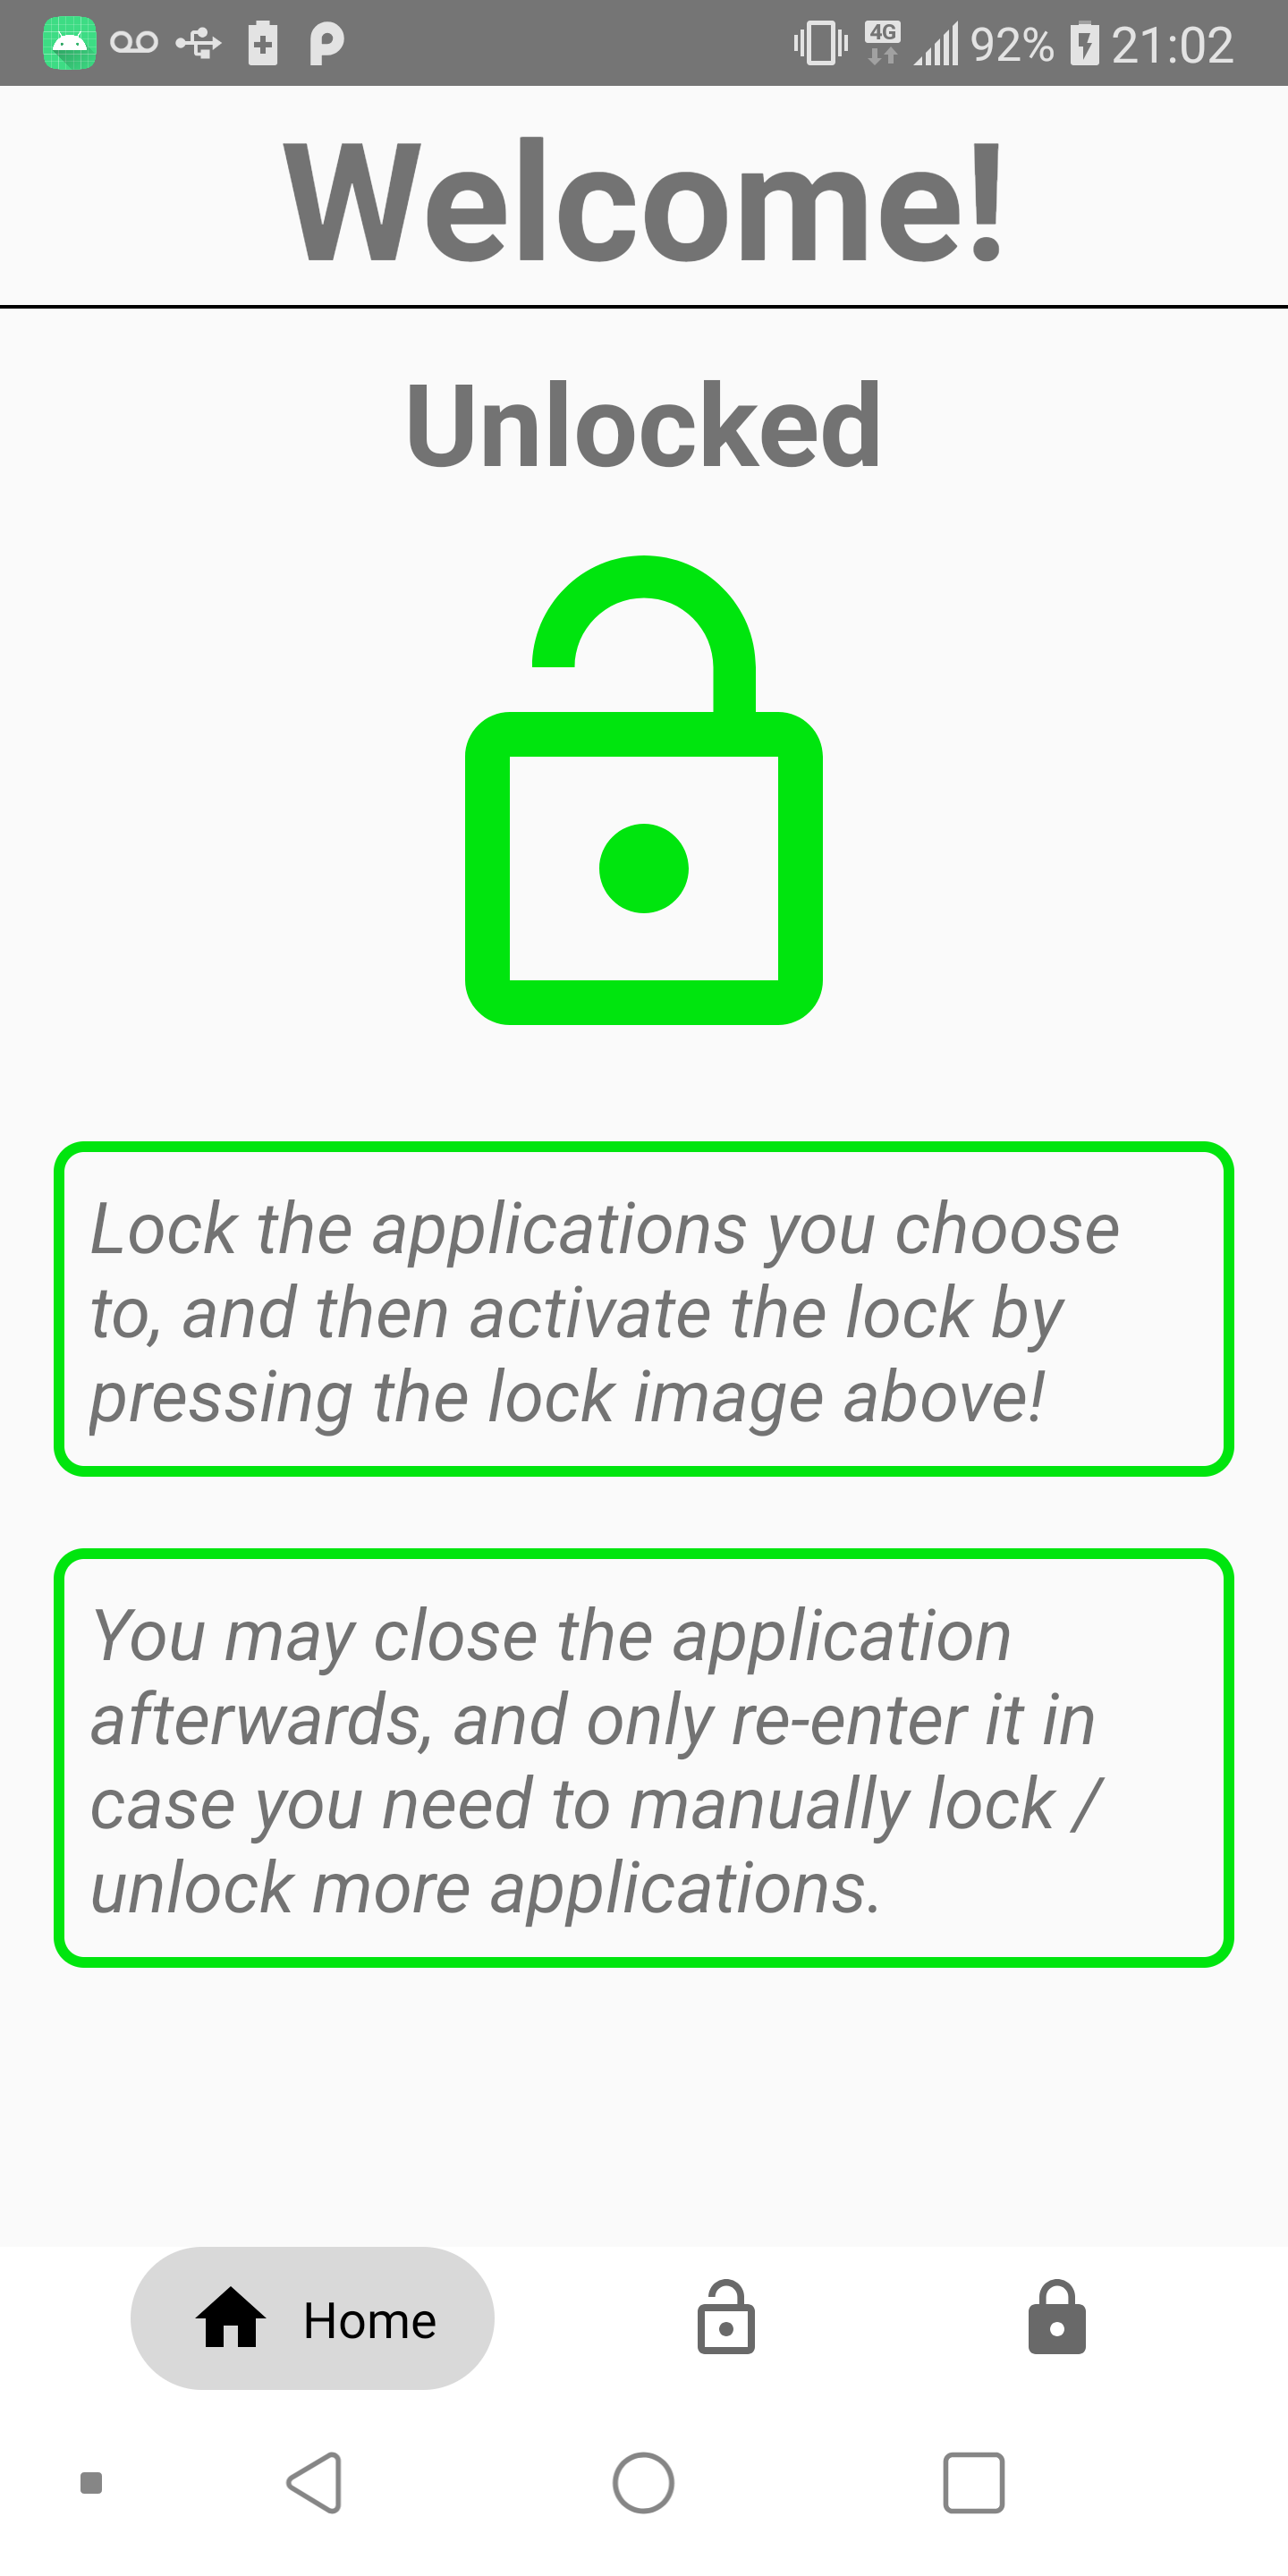 4G 92% 21:02
Welcome!
Unlocked
Lock the applications you choose
to, and then activate the lock by
pressing the lock image above!
You may close the application
afterwards, and only re-enter it in
case you need to manually lock /
unlock more applications.
Home